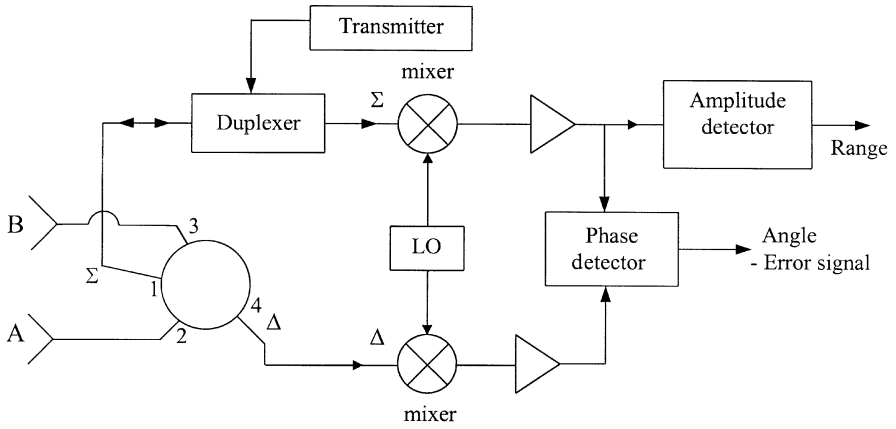 Transmitter
mixer
Σ
Duplexer
Amplitude
detector
Range
B
3
LO
Phase
detector
Angle
- Error signal
Σ
1
4
Δ
A
2
Δ
mixer